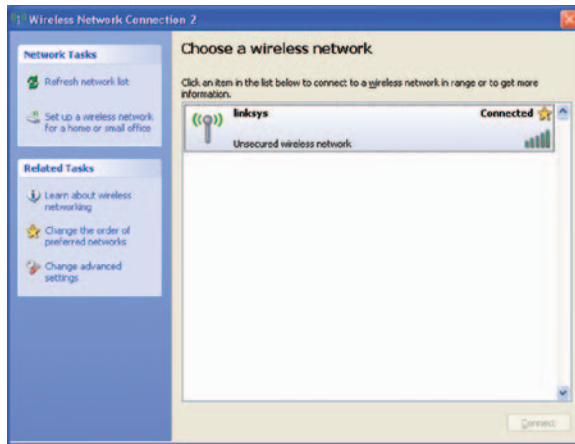 Wireless Network Connection 2
Network Tasks
Refresh network list
Set up a wireless network
for a home or small office
Related Tasks
Learn about wireless
networking
Change the order of
preferred networks
Change advanced
settings
Choose a wireless network
Click an item in the list below to connect to a wireless network in range or to get more
information.
linksys
Connected
Unsecured wireless network
Connect